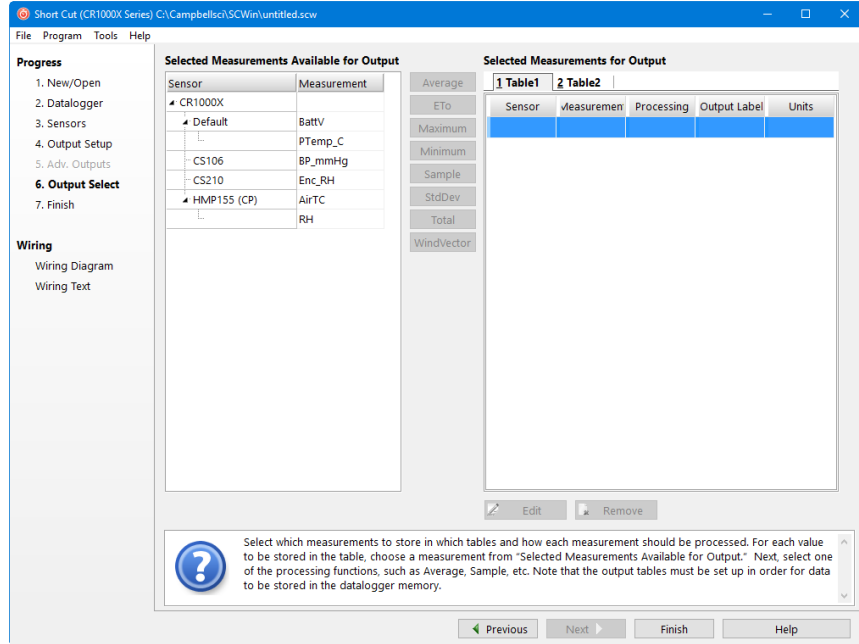 Short Cut (CR1000X Series) C:\Campbellsci\SCWin\untitled.scw
File Program Tools Help
Progress
1. New/Open
2. Datalogger
3. Sensors
4. Output Setup
5. Adv. Outputs
6. Output Select
7. Finish
Wiring
Wiring Diagram
Wiring Text
Selected Measurements Available for Output
Sensor Measurement
CR1000X
Default BattV
PTemp_C
CS106 BP_mmHg
CS210 Enc_RH
HMP155 (CP) AirTC
RH
Average
ETo
Maximum
Minimum
Sample
StdDev
Total
WindVector
Selected Measurements for Output
1 Table1 2 Table2
Sensor Measurement Processing Output Label Units
Edit Remove
Select which measurements to store in which tables and how each measurement should be processed. For each value
to be stored in the table, choose a measurement from "Selected Measurements Available for Output." Next, select one
of the processing functions, such as Average, Sample, etc. Note that the output tables must be set up in order for data
to be stored in the datalogger memory.
Previous Next Finish Help